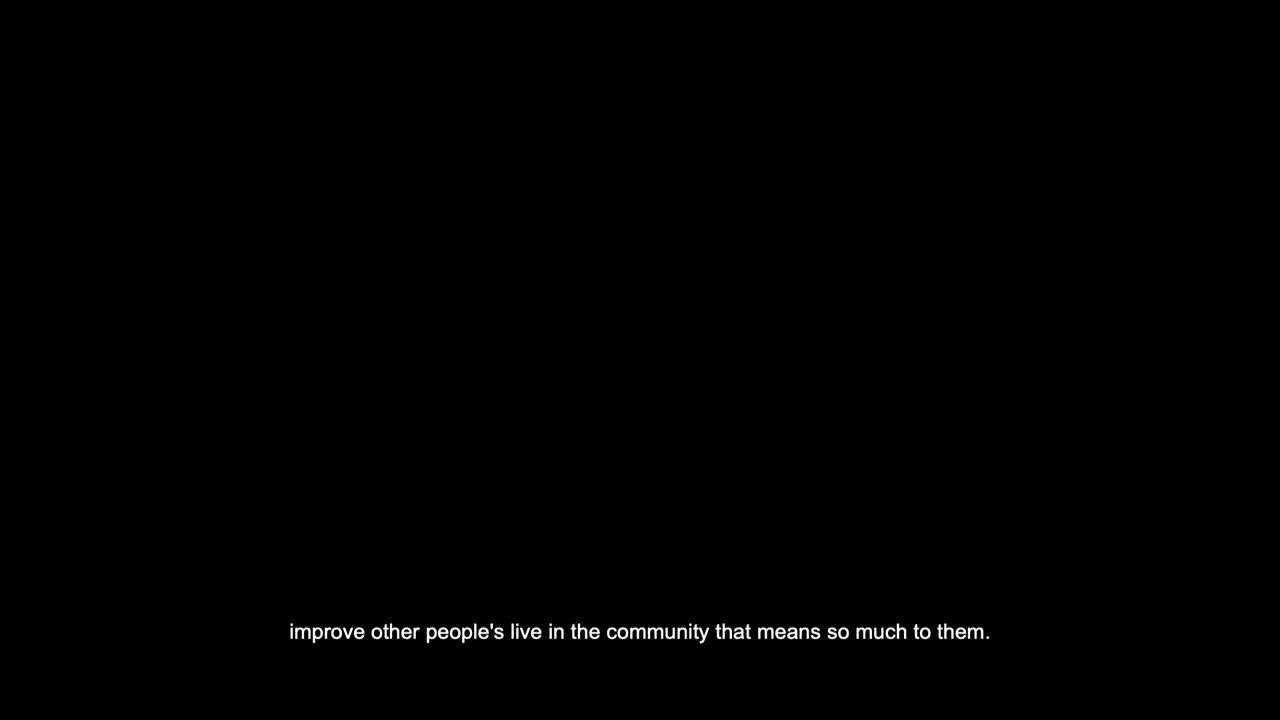 improve other people's live in the community that means so much to them.